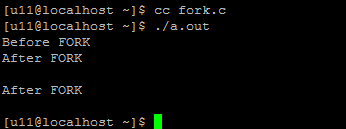 [u11@localhost ~]$ cc fork.c
[u11@localhost ~]$ ./a.out
Before FORK
After FORK
After FORK
[u11@localhost ~]$